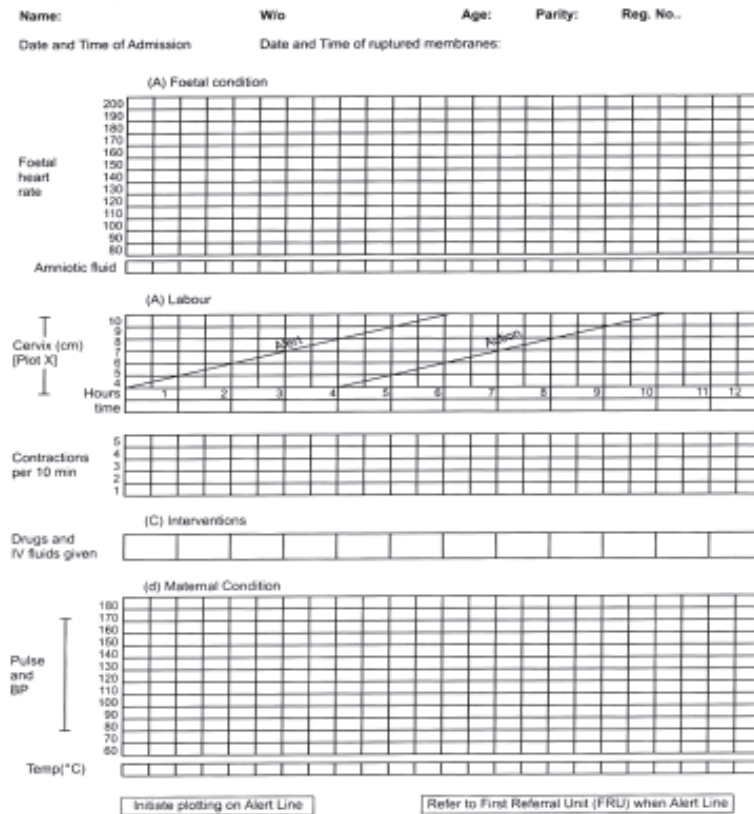 Name: W/o Age: Parity: Reg. No..
Date and Time of Admission Date and Time of ruptured membranes:
(A) Foetal condition
200
190
180
170
160
150
140
130
120
110
100
90
80
Foetal
heart
rate
Amniotic fluid
(A) Labour
10
9
8
7
6
5
4
Cervix (cm)
[Plot X]
Alert
Action
Hours 1 2 3 4 5 6 7 8 9 10 11 12
time
5
4
3
2
1
Contractions
per 10 min
(C) Interventions
Drugs and
IV fluids given
(d) Maternal Condition
180
170
160
150
140
130
120
110
100
90
80
70
60
Pulse
and
BP
Temp(°C)
Initiate plotting on Alert Line Refer to First Referral Unit (FRU) when Alert Line